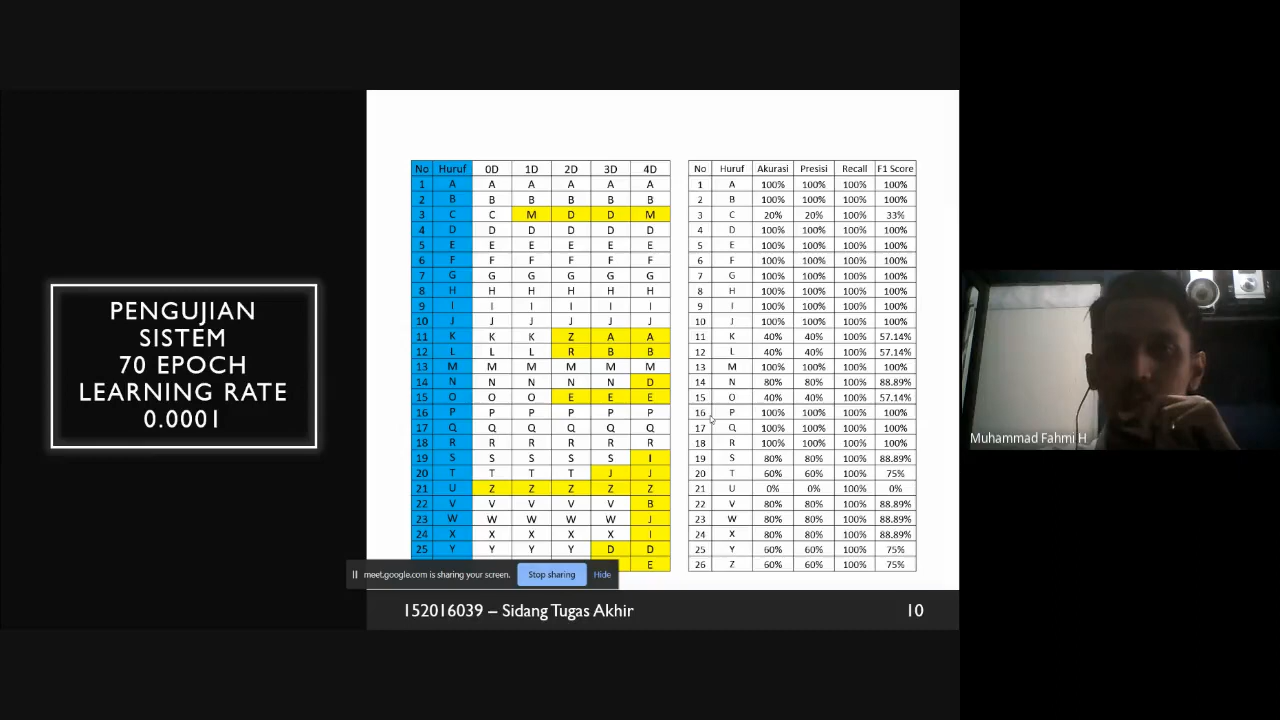 PENGUJIAN
SISTEM
70 EPOCH
LEARNING RATE
0.0001
No Huruf 0D 1D 2D 3D 4D
1 A A A A A A
2 B B B B B B
3 C C M D D M
4 D D D D D D
5 E E E E E E
6 F F F F F F
7 G G G G G G
8 H H H H H H
9 I I I I I I
10 J J J J J J
11 K K K Z A A
12 L L L R B B
13 M M M M M M
14 N N N N N D
15 O O O E E E
16 P P P P P P
17 Q Q Q Q Q Q
18 R R R R R R
19 S S S S S I
20 T T T T J J
21 U Z Z Z Z Z
22 V V V V V B
23 W W W W W J
24 X X X X X I
25 Y Y Y Y D D
E
No Huruf Akurasi Presisi Recall F1 Score
1 A 100% 100% 100% 100%
2 B 100% 100% 100% 100%
3 C 20% 20% 100% 33%
4 D 100% 100% 100% 100%
5 E 100% 100% 100% 100%
6 F 100% 100% 100% 100%
7 G 100% 100% 100% 100%
8 H 100% 100% 100% 100%
9 I 100% 100% 100% 100%
10 J 100% 100% 100% 100%
11 K 40% 40% 100% 57.14%
12 L 40% 40% 100% 57.14%
13 M 100% 100% 100% 100%
14 N 80% 80% 100% 88.89%
15 O 40% 40% 100% 57.14%
16 P 100% 100% 100% 100%
17 Q 100% 100% 100% 100%
18 R 100% 100% 100% 100%
19 S 80% 80% 100% 88.89%
20 T 60% 60% 100% 75%
21 U 0% 0% 100% 0%
22 V 80% 80% 100% 88.89%
23 W 80% 80% 100% 88.89%
24 X 80% 80% 100% 88.89%
25 Y 60% 60% 100% 75%
26 Z 60% 60% 100% 75%
meet.google.com is sharing your screen. Stop sharing Hide
152016039 – Sidang Tugas Akhir 10
Muhammad Fahmi H